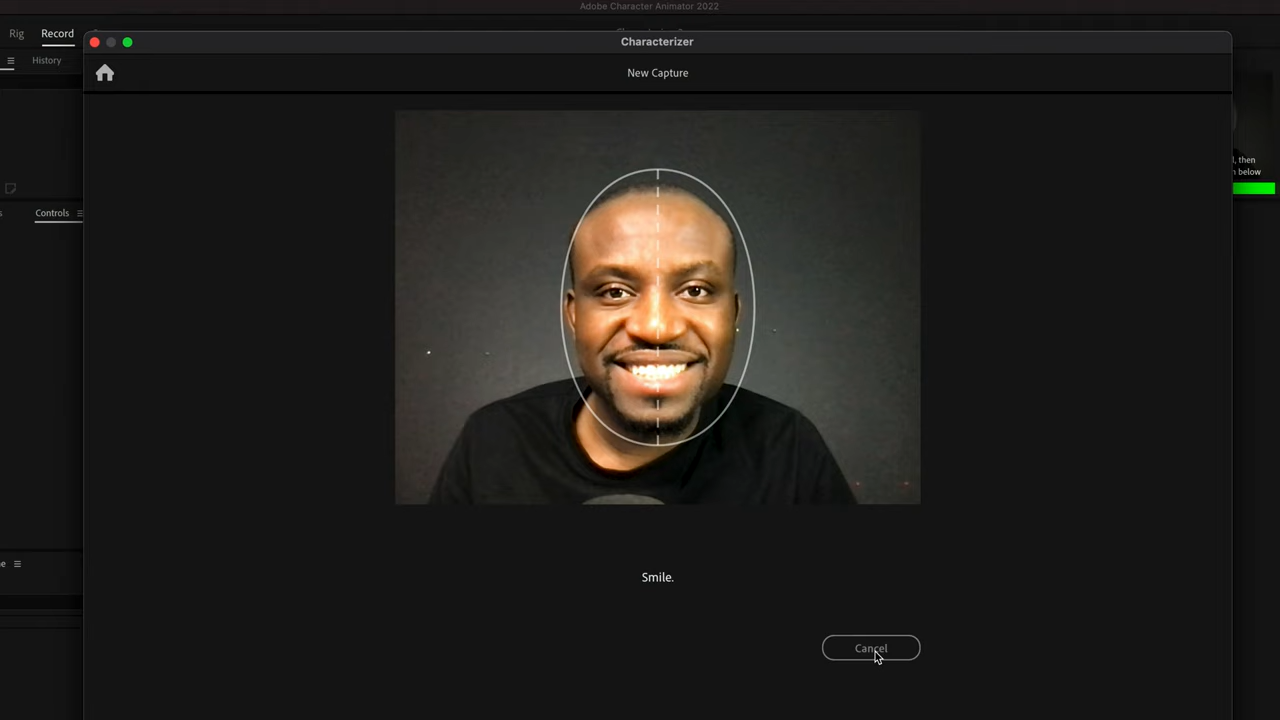 Adobe Character Animator 2022
Rig
Record
Characterizer
History
New Capture
l, then
n below
Controls
Smile.
Cancel